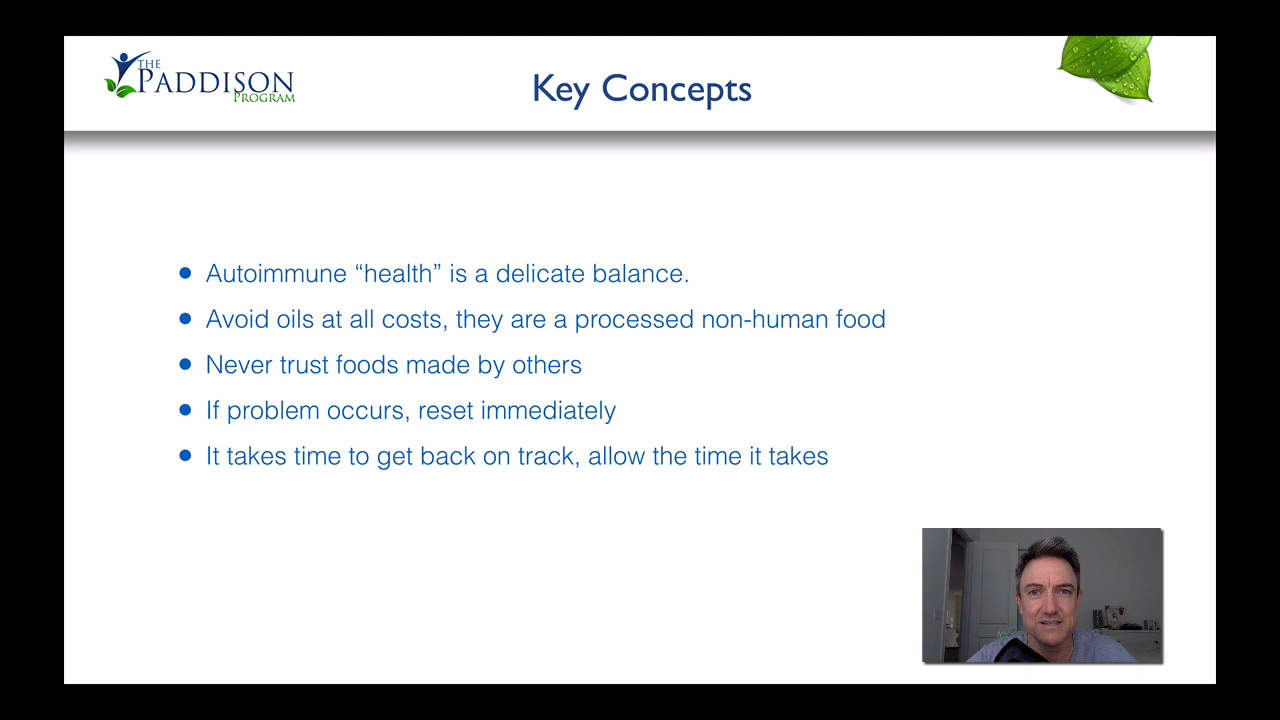 THE
PADDISON
PROGRAM
Key Concepts
• Autoimmune “health” is a delicate balance.
• Avoid oils at all costs, they are a processed non-human food
• Never trust foods made by others
• If problem occurs, reset immediately
• It takes time to get back on track, allow the time it takes